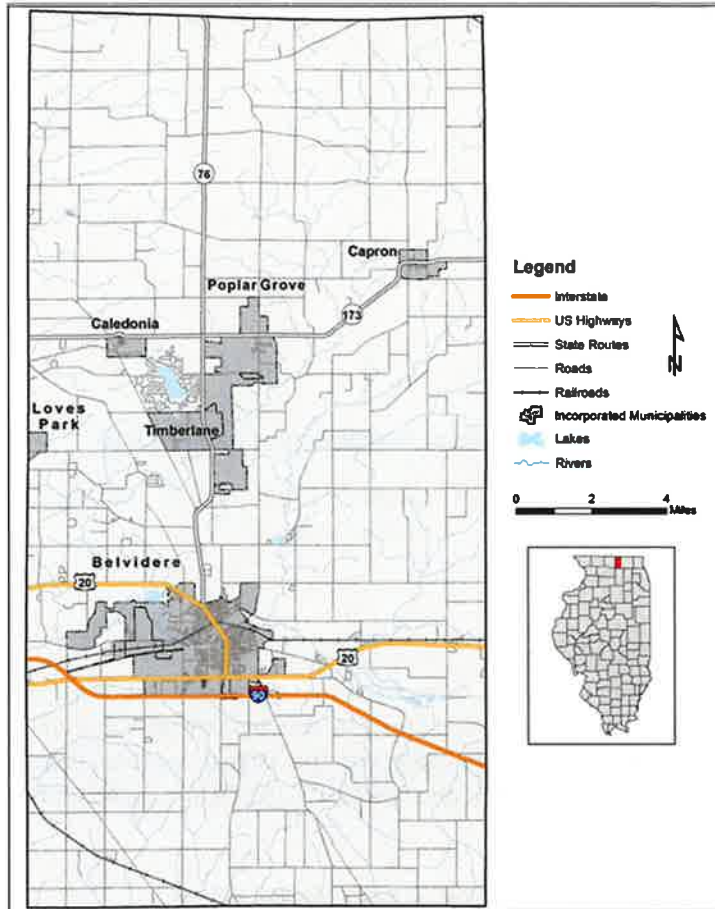 76
Capron
Poplar Grove
173
Caledonia
Loves
Park
Timberlane
Belvidere
20
20
90
Legend
Interstate
US Highways
State Routes
Roads
Railroads
Incorporated Municipalities
Lakes
Rivers
N
0 2 4
Miles